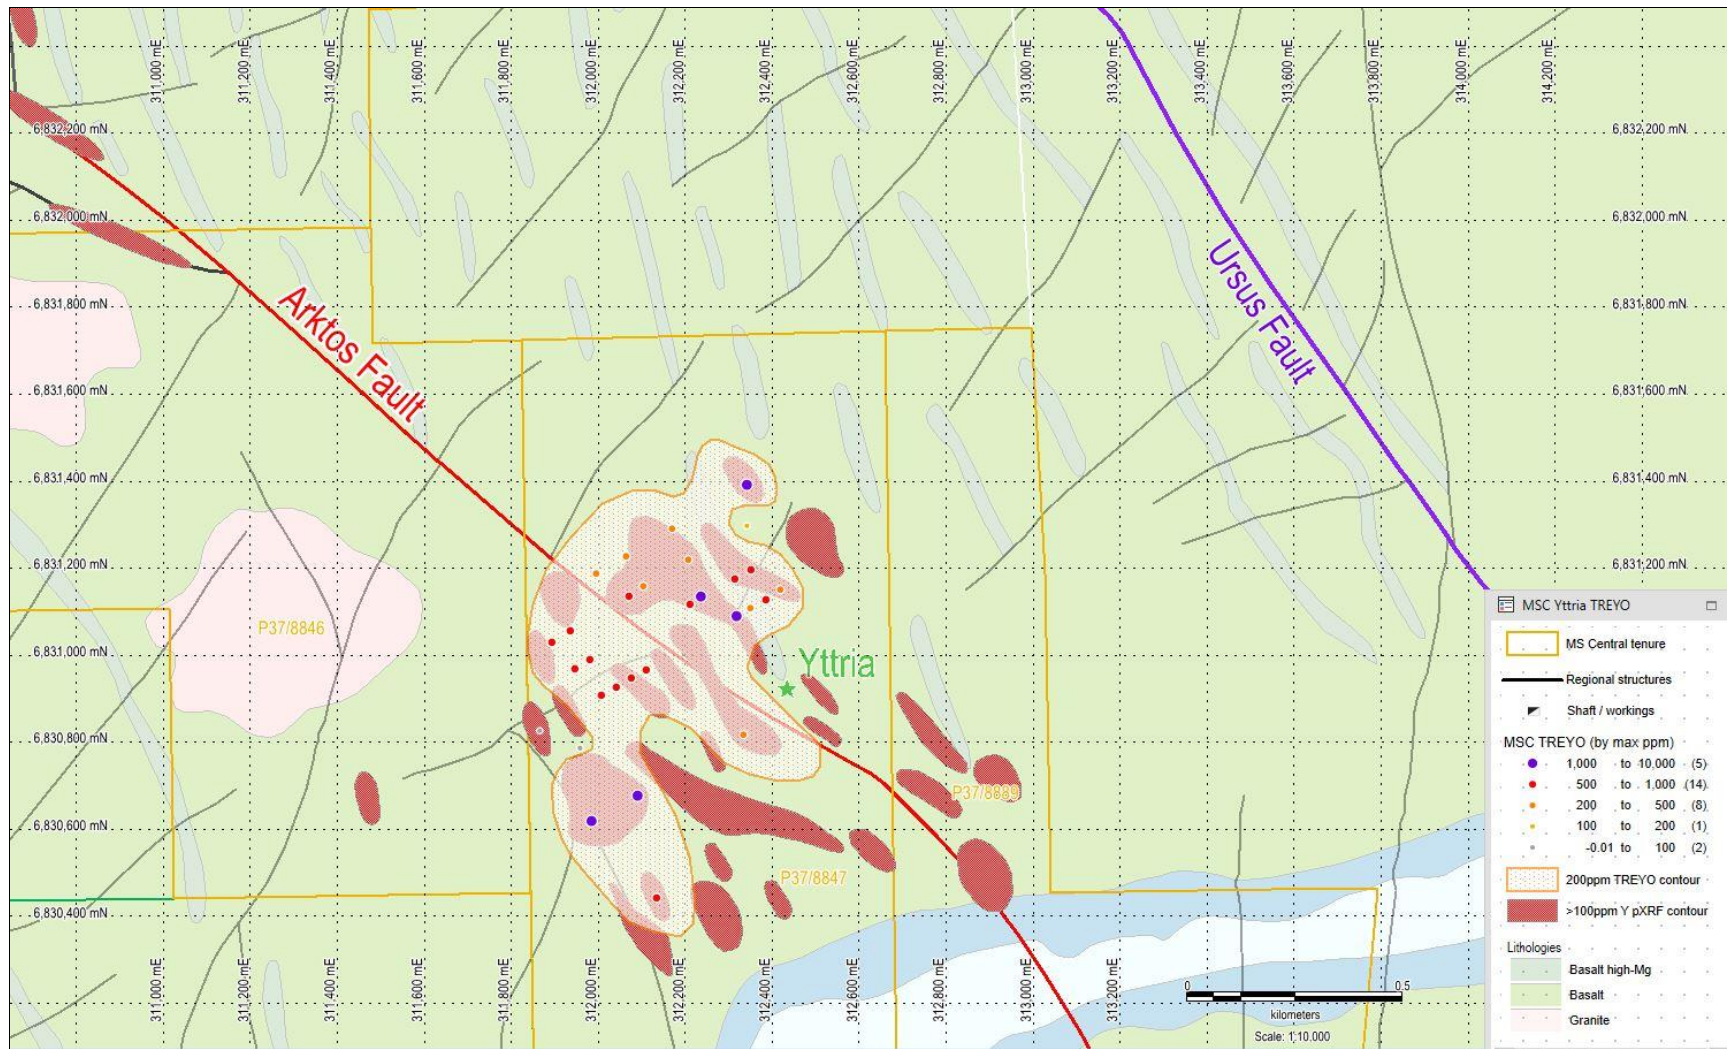 311,000 mE
311,200 mE
311,400 mE
311,600 mE
311,800 mE
312,000 mE
312,200 mE
312,400 mE
312,600 mE
312,800 mE
313,000 mE
313,200 mE
313,400 mE
313,600 mE
313,800 mE
314,000 mE
314,200 mE
6,832,200 mN
6,832,200 mN
6,832,000 mN
6,832,000 mN
6,831,800 mN
6,831,800 mN
6,831,600 mN
6,831,600 mN
6,831,400 mN
6,831,400 mN
6,831,200 mN
6,831,200 mN
6,831,000 mN
6,830,800 mN
6,830,600 mN
6,830,400 mN
Arktos Fault
Ursus Fault
P37/8846
Yttria
P37/8889
P37/8847
311,000 mE
311,200 mE
311,400 mE
311,600 mE
311,800 mE
312,000 mE
312,200 mE
312,400 mE
312,600 mE
312,800 mE
313,000 mE
313,200 mE
0 0.5
kilometers
Scale: 1:10,000
MSC Yttria TREYO
MS Central tenure
Regional structures
Shaft / workings
MSC TREYO (by max ppm)
1,000 to 10,000 (5)
500 to 1,000 (14)
200 to 500 (8)
100 to 200 (1)
-0.01 to 100 (2)
200ppm TREYO contour
>100ppm Y pXRF contour
Lithologies
Basalt high-Mg
Basalt
Granite